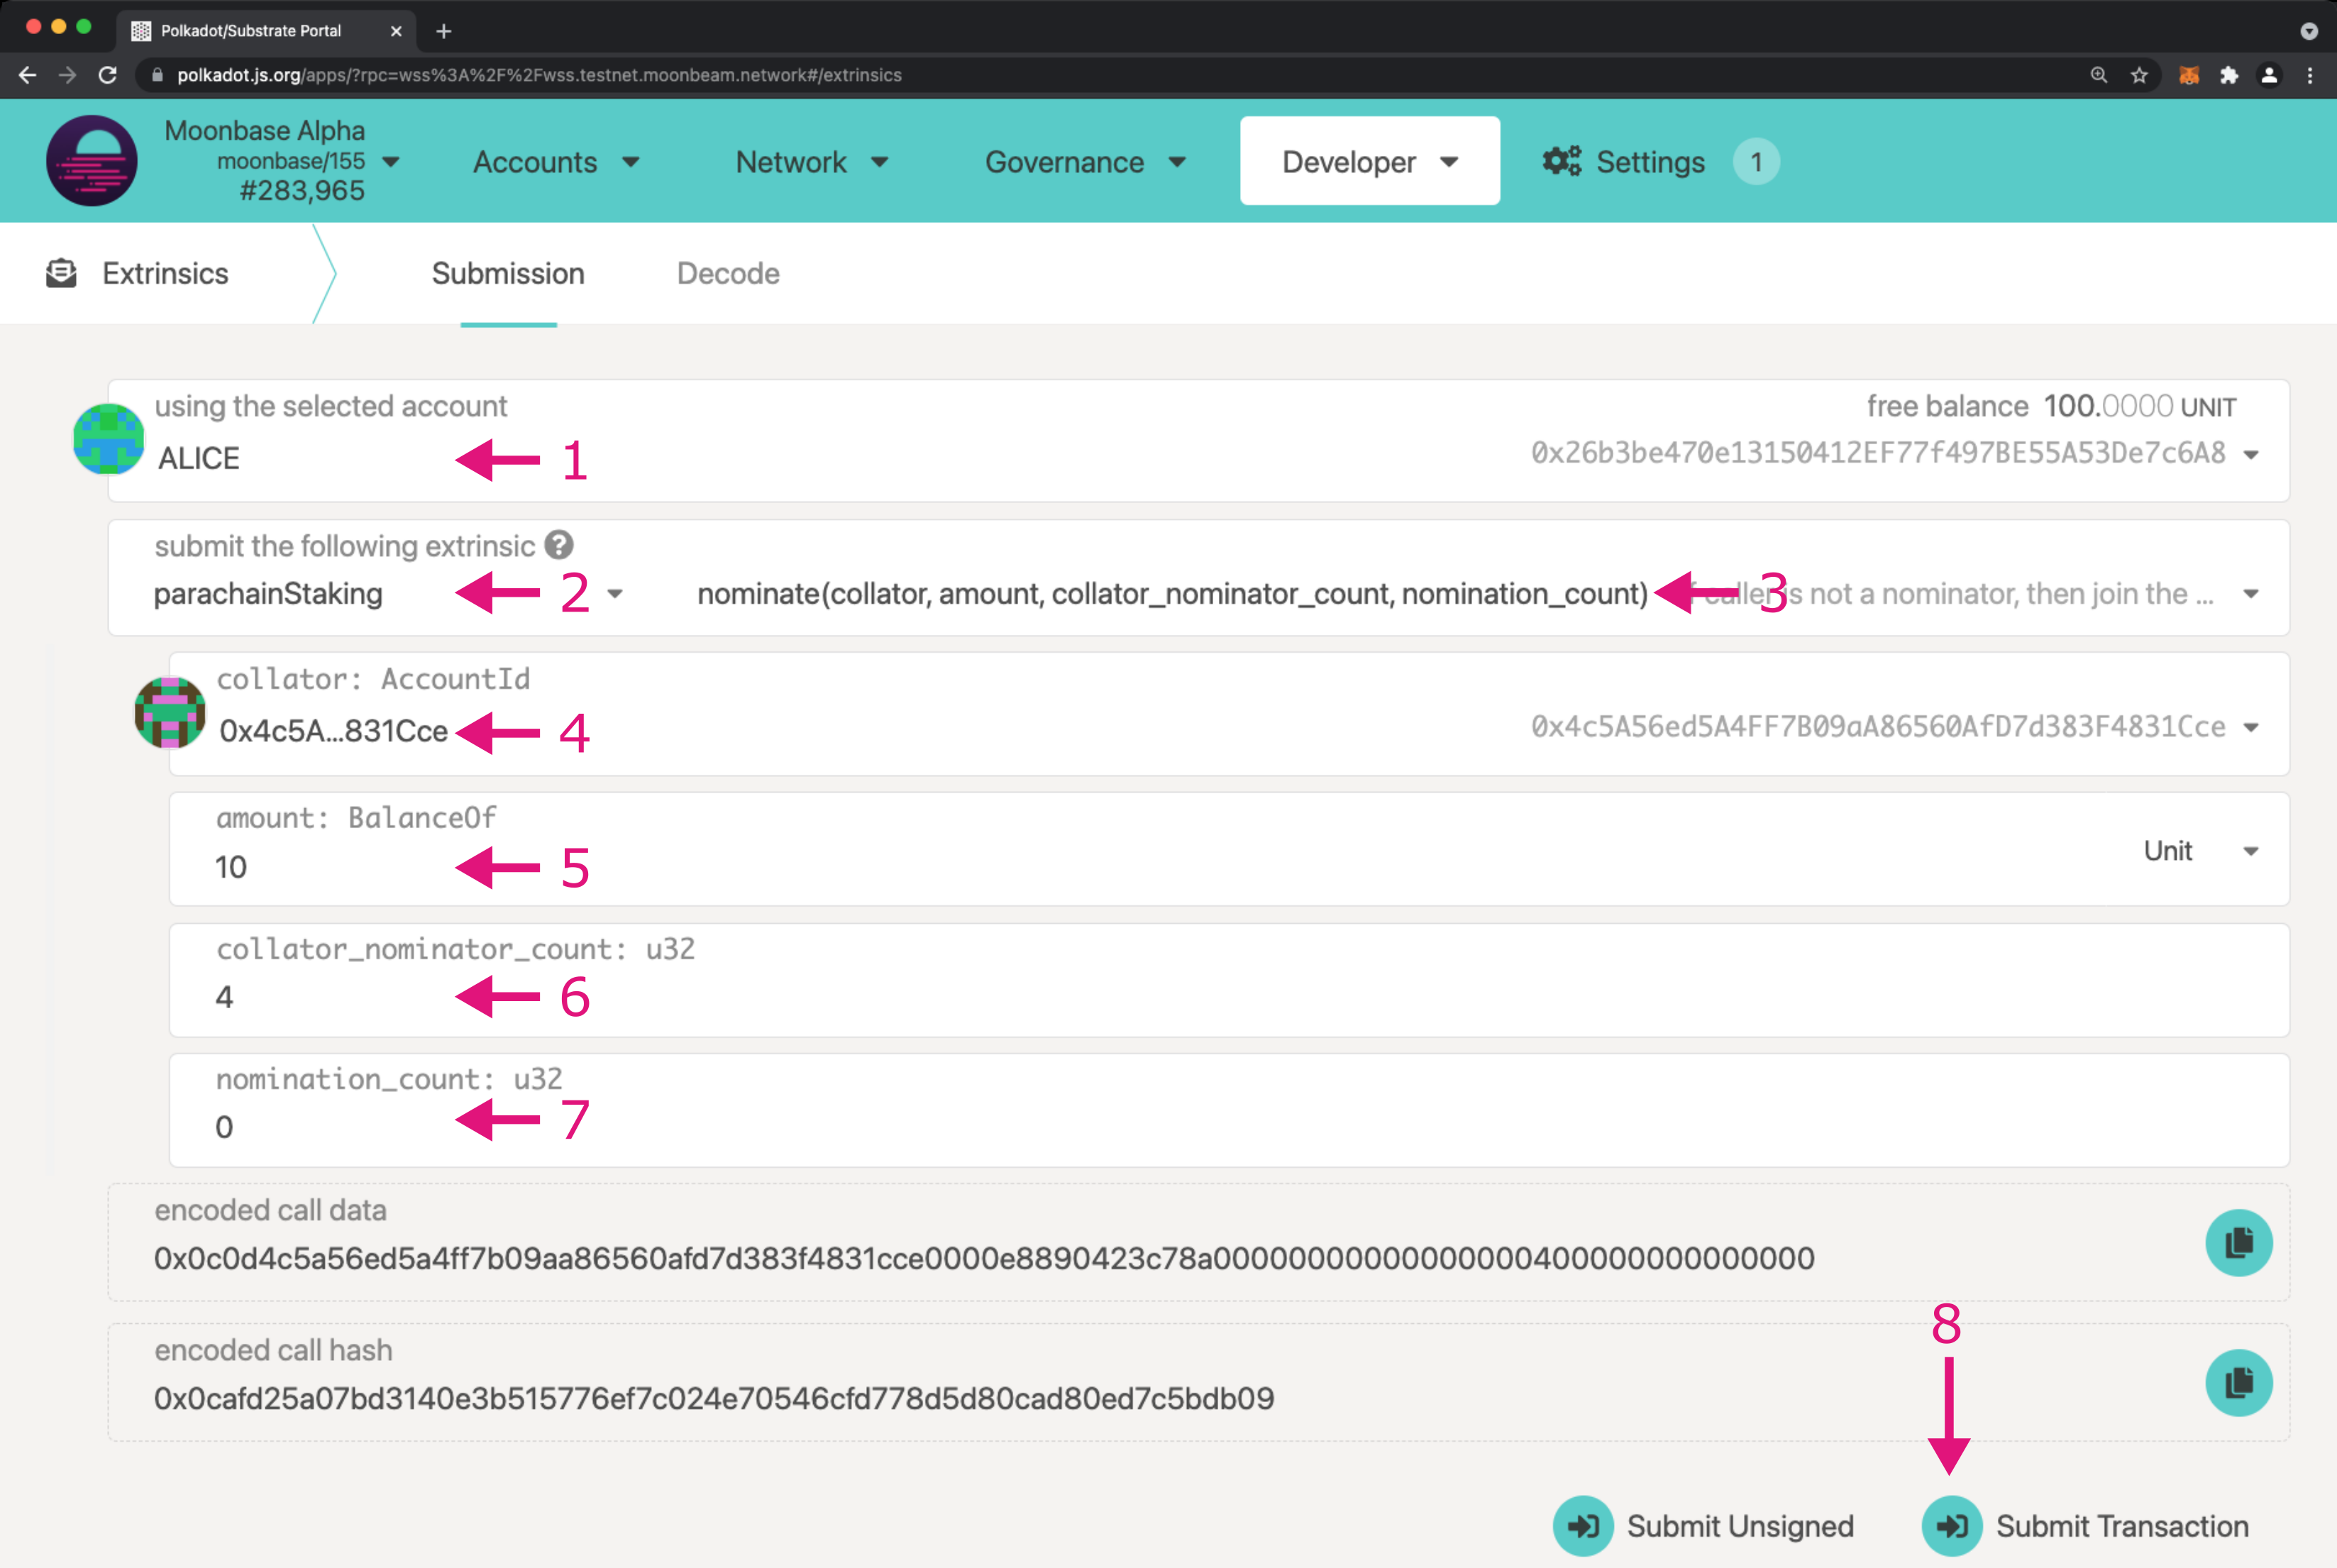 Polkadot/Substrate Portal
polkadot.js.org/apps/?rpc=wss%3A%2F%2Fwss.testnet.moonbeam.network#/extrinsics
Moonbase Alpha
moonbase/155
#283,965
Accounts
Network
Governance
Developer
Settings
1
Extrinsics
Submission
Decode
using the selected account
free balance 100.0000 UNIT
ALICE
1
0x26b3be470e13150412EF77f497BE55A53De7c6A8
submit the following extrinsic ?
parachainStaking
2
nominate(collator, amount, collator_nominator_count, nomination_count)
3
is not a nominator, then join the ...
collator: AccountId
0x4c5A...831Cce
4
0x4c5A56ed5A4FF7B09aA86560AfD7d383F4831Cce
amount: BalanceOf
10
5
Unit
collator_nominator_count: u32
4
6
nomination_count: u32
0
7
encoded call data
0x0c0d4c5a56ed5a4ff7b09aa86560afd7d383f4831cce0000e8890423c78a00000000000000000400000000000000
8
encoded call hash
0x0cafd25a07bd3140e3b515776ef7c024e70546cfd778d5d80cad80ed7c5bdb09
Submit Unsigned
Submit Transaction